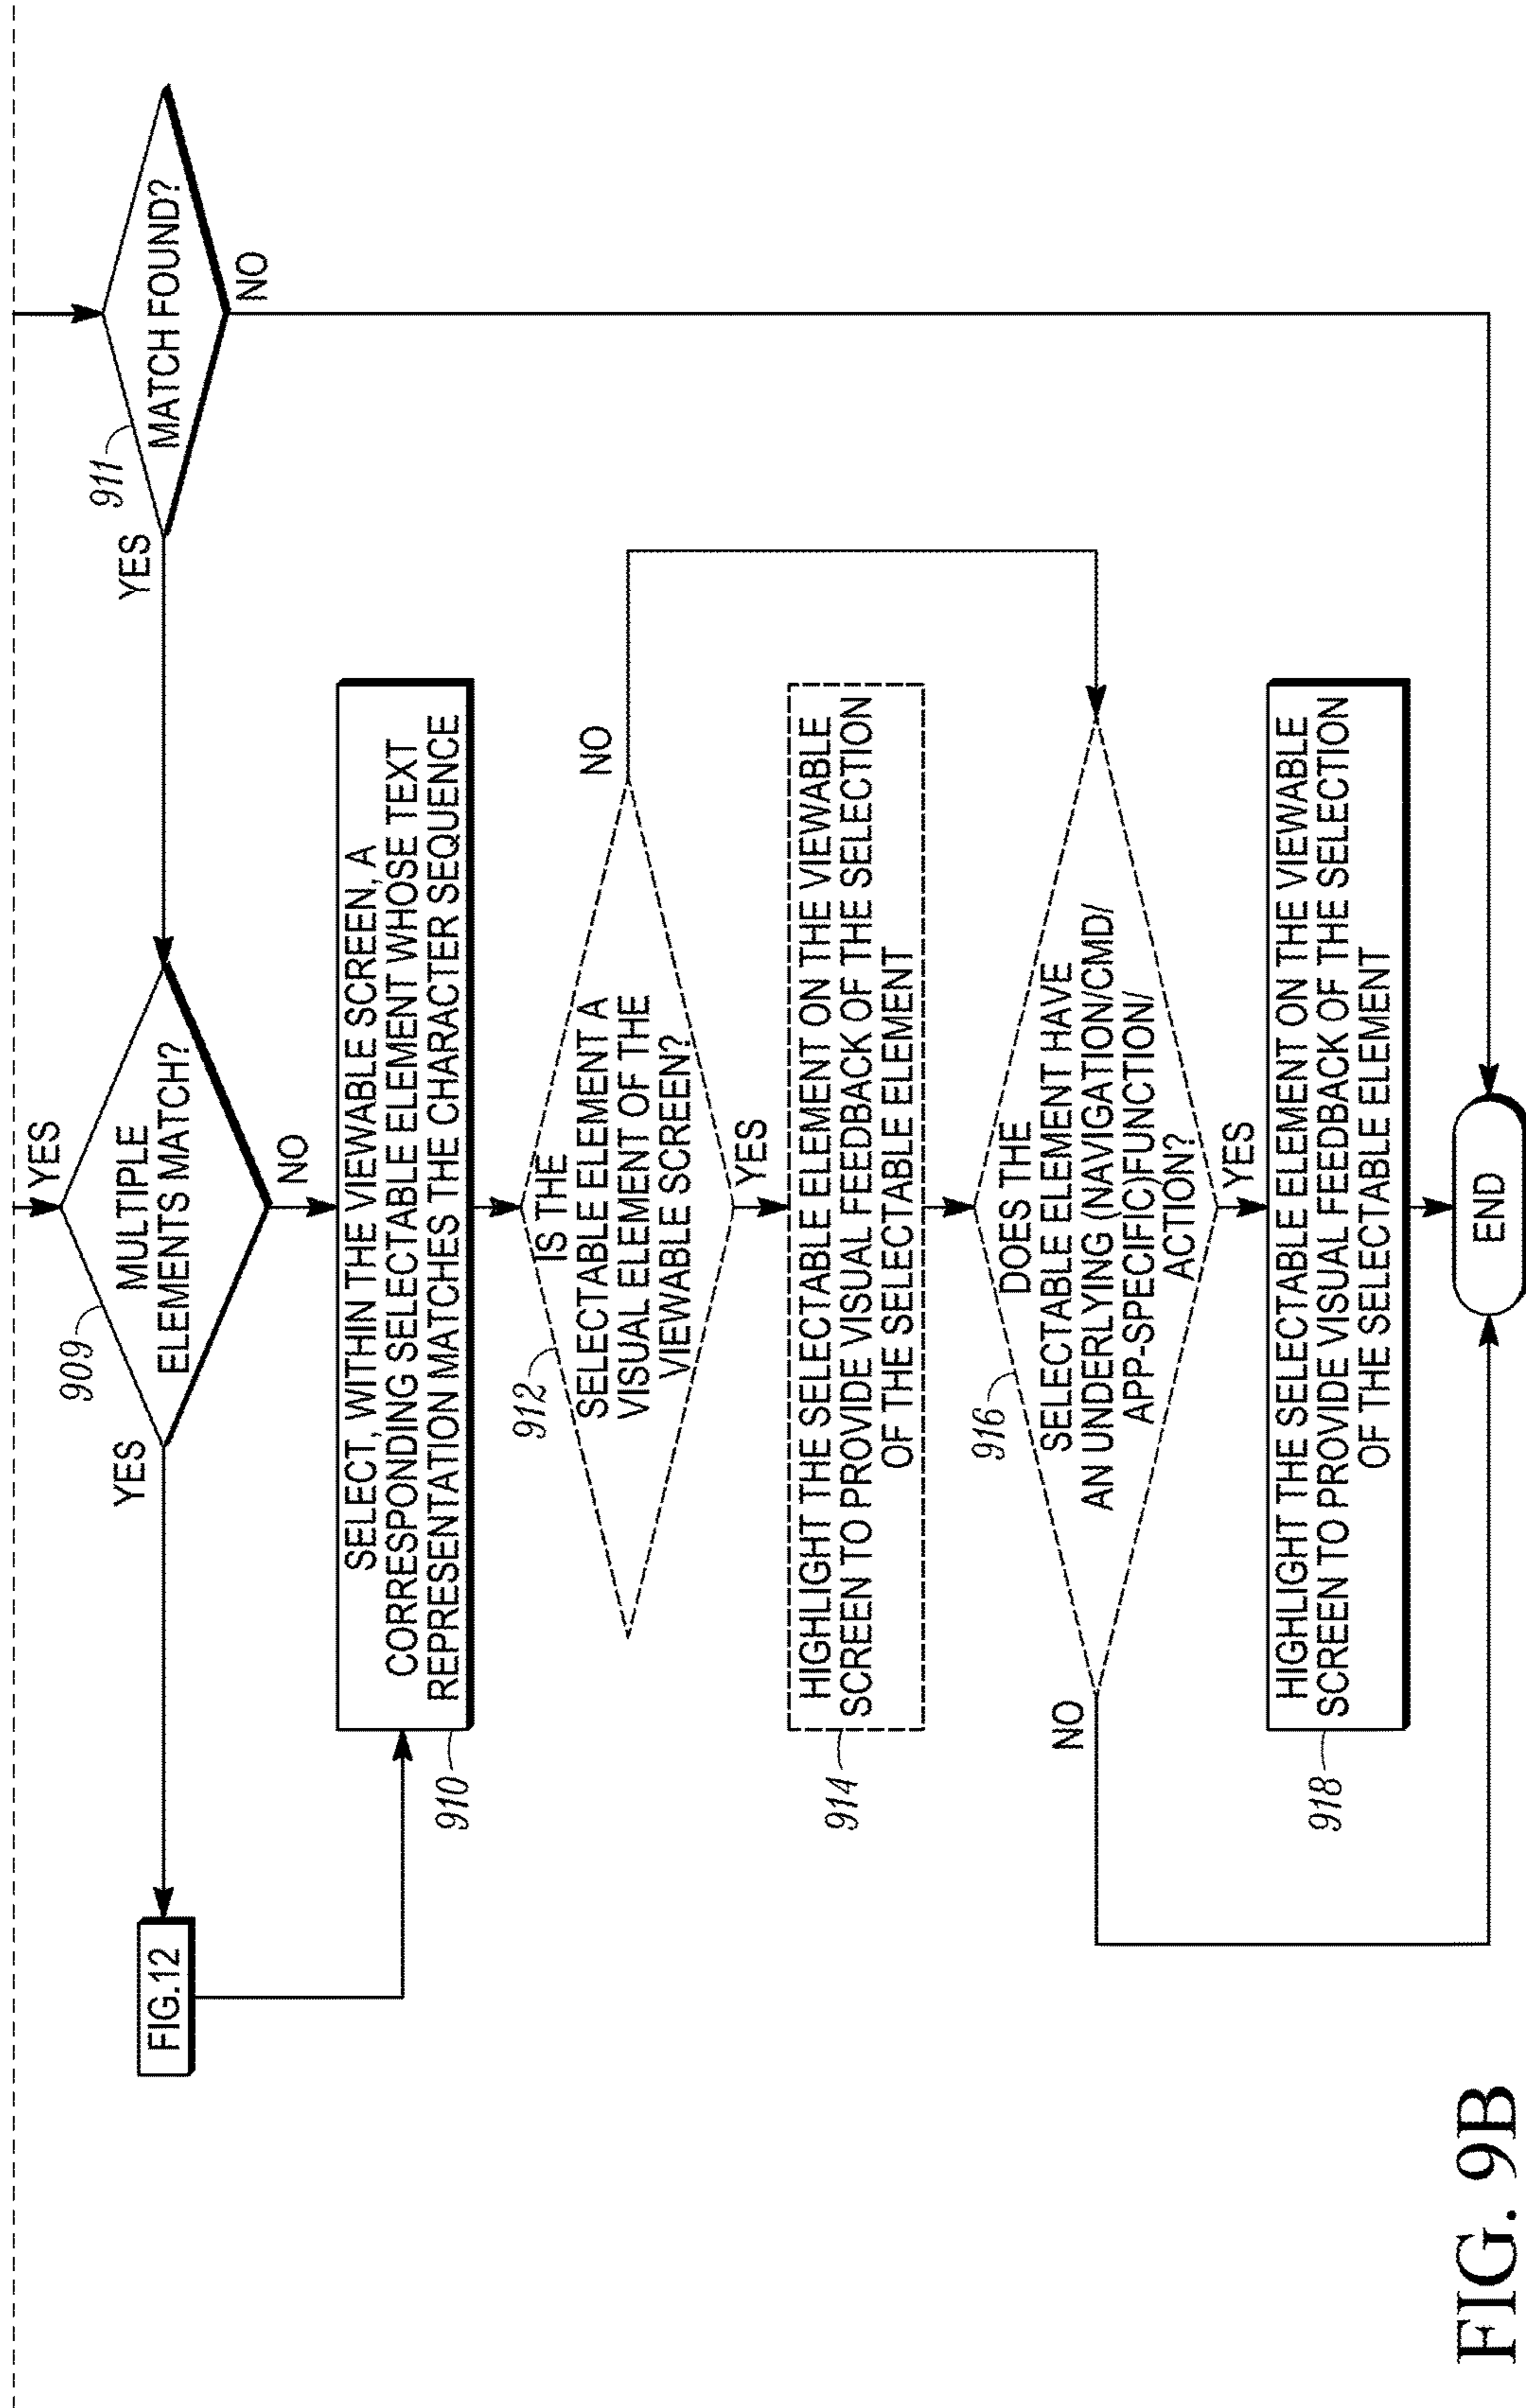 YES
909
MULTIPLE
ELEMENTS MATCH?
YES
NO
911
MATCH FOUND?
YES
NO
FIG.12
SELECT, WITHIN THE VIEWABLE SCREEN, A
CORRESPONDING SELECTABLE ELEMENT WHOSE TEXT
REPRESENTATION MATCHES THE CHARACTER SEQUENCE
910
912
IS THE
SELECTABLE ELEMENT A
VISUAL ELEMENT OF THE
VIEWABLE SCREEN?
NO
YES
HIGHLIGHT THE SELECTABLE ELEMENT ON THE VIEWABLE
SCREEN TO PROVIDE VISUAL FEEDBACK OF THE SELECTION
OF THE SELECTABLE ELEMENT
914
916
DOES THE
SELECTABLE ELEMENT HAVE
AN UNDERLYING (NAVIGATION/CMD/
APP-SPECIFIC)FUNCTION/
ACTION?
NO
YES
HIGHLIGHT THE SELECTABLE ELEMENT ON THE VIEWABLE
SCREEN TO PROVIDE VISUAL FEEDBACK OF THE SELECTION
OF THE SELECTABLE ELEMENT
918
END
FIG. 9B